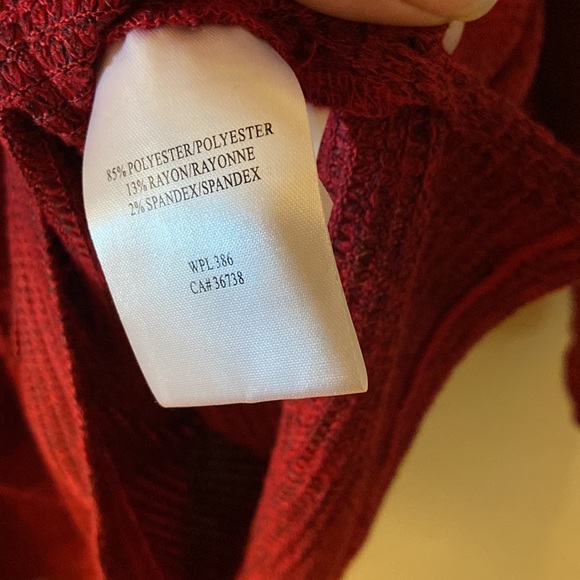 85% POLYESTER/POLYESTER
13% RAYON/RAYONNE
2% SPANDEX/SPANDEX
WPL 386
CA# 36738